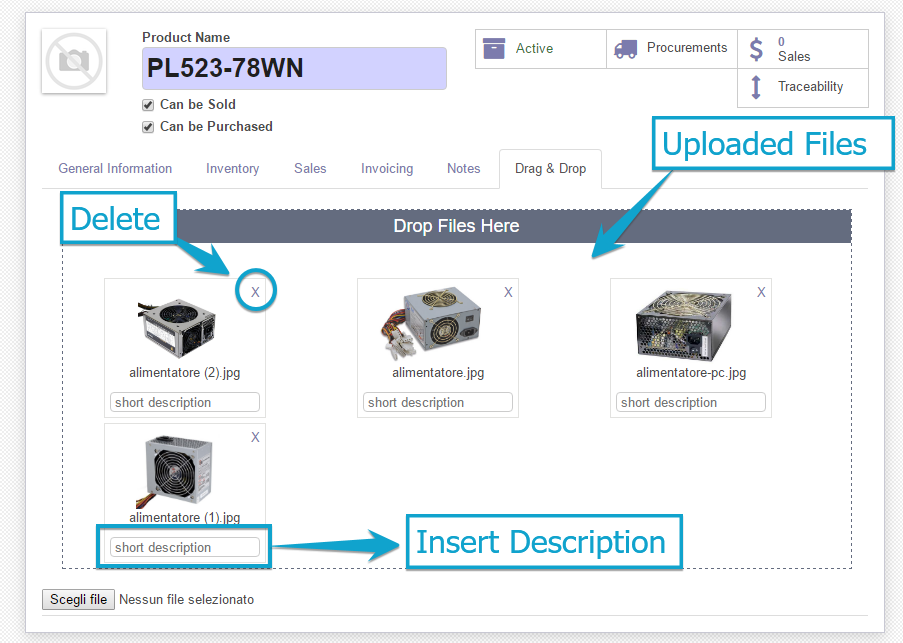 Product Name
PL523-78WN
Can be Sold
Can be Purchased
Active
Procurements
0
Sales
Traceability
Uploaded Files
General Information
Inventory
Sales
Invoicing
Notes
Drag & Drop
Delete
Drop Files Here
X
X
X
alimentatore (2).jpg
alimentatore.jpg
alimentatore-pc.jpg
short description
short description
short description
X
alimentatore (1).jpg
short description
Insert Description
Scegli file
Nessun file selezionato